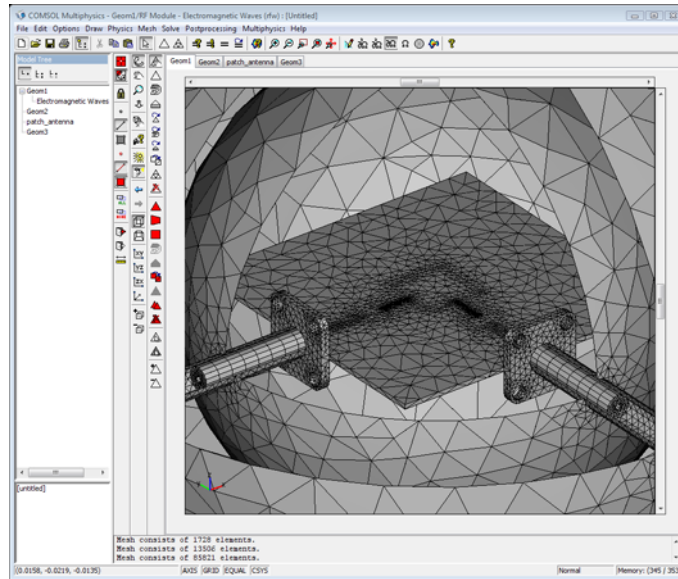 COMSOL Multiphysics - Geom1/RF Module - Electromagnetic Waves (rfw) : [Untitled]
File Edit Options Draw Physics Mesh Solve Postprocessing Multiphysics Help
Model Tree
Geom1 Geom2 patch_antenna Geom3
Geom1
Electromagnetic Waves
Geom2
patch_antenna
Geom3
[untitled]
Mesh consists of 1728 elements.
Mesh consists of 13506 elements.
Mesh consists of 85821 elements.
(0.0158, -0.0219, -0.0135) AXIS GRID EQUAL CSYS Normal Memory: (345 / 353